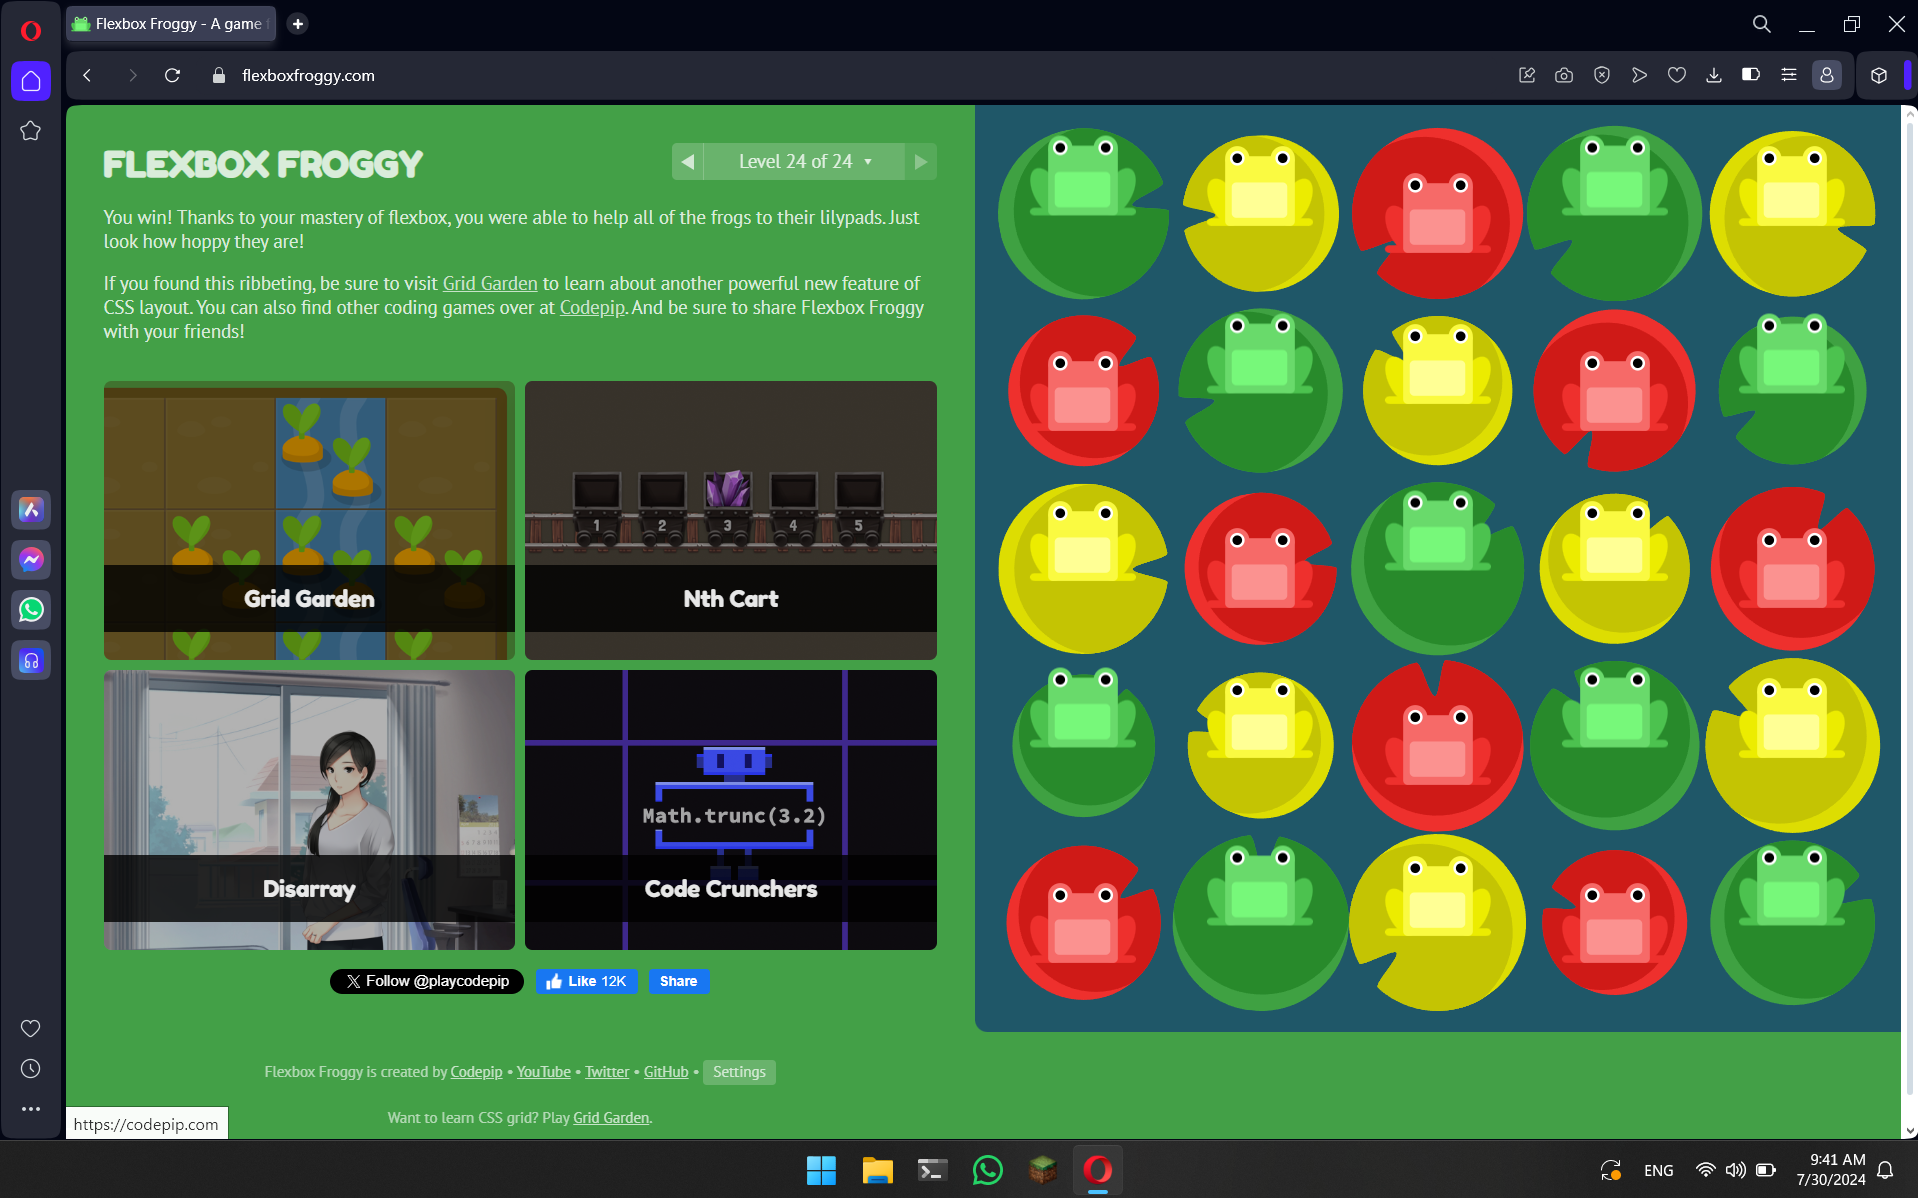 Flexbox Froggy - A game f
flexboxfroggy.com
FLEXBOX FROGGY
Level 24 of 24
You win! Thanks to your mastery of flexbox, you were able to help all of the frogs to their lilypads. Just
look how hoppy they are!
If you found this ribbeting, be sure to visit Grid Garden to learn about another powerful new feature of
CSS layout. You can also find other coding games over at Codepip. And be sure to share Flexbox Froggy
with your friends!
1 2 3 4 5
Grid Garden
Nth Cart
Math.trunc(3.2)
Disarray
Code Crunchers
Follow @playcodepip
Like 12K
Share
Flexbox Froggy is created by Codepip • YouTube • Twitter • GitHub • Settings
Want to learn CSS grid? Play Grid Garden.
https://codepip.com
ENG
9:41 AM
7/30/2024